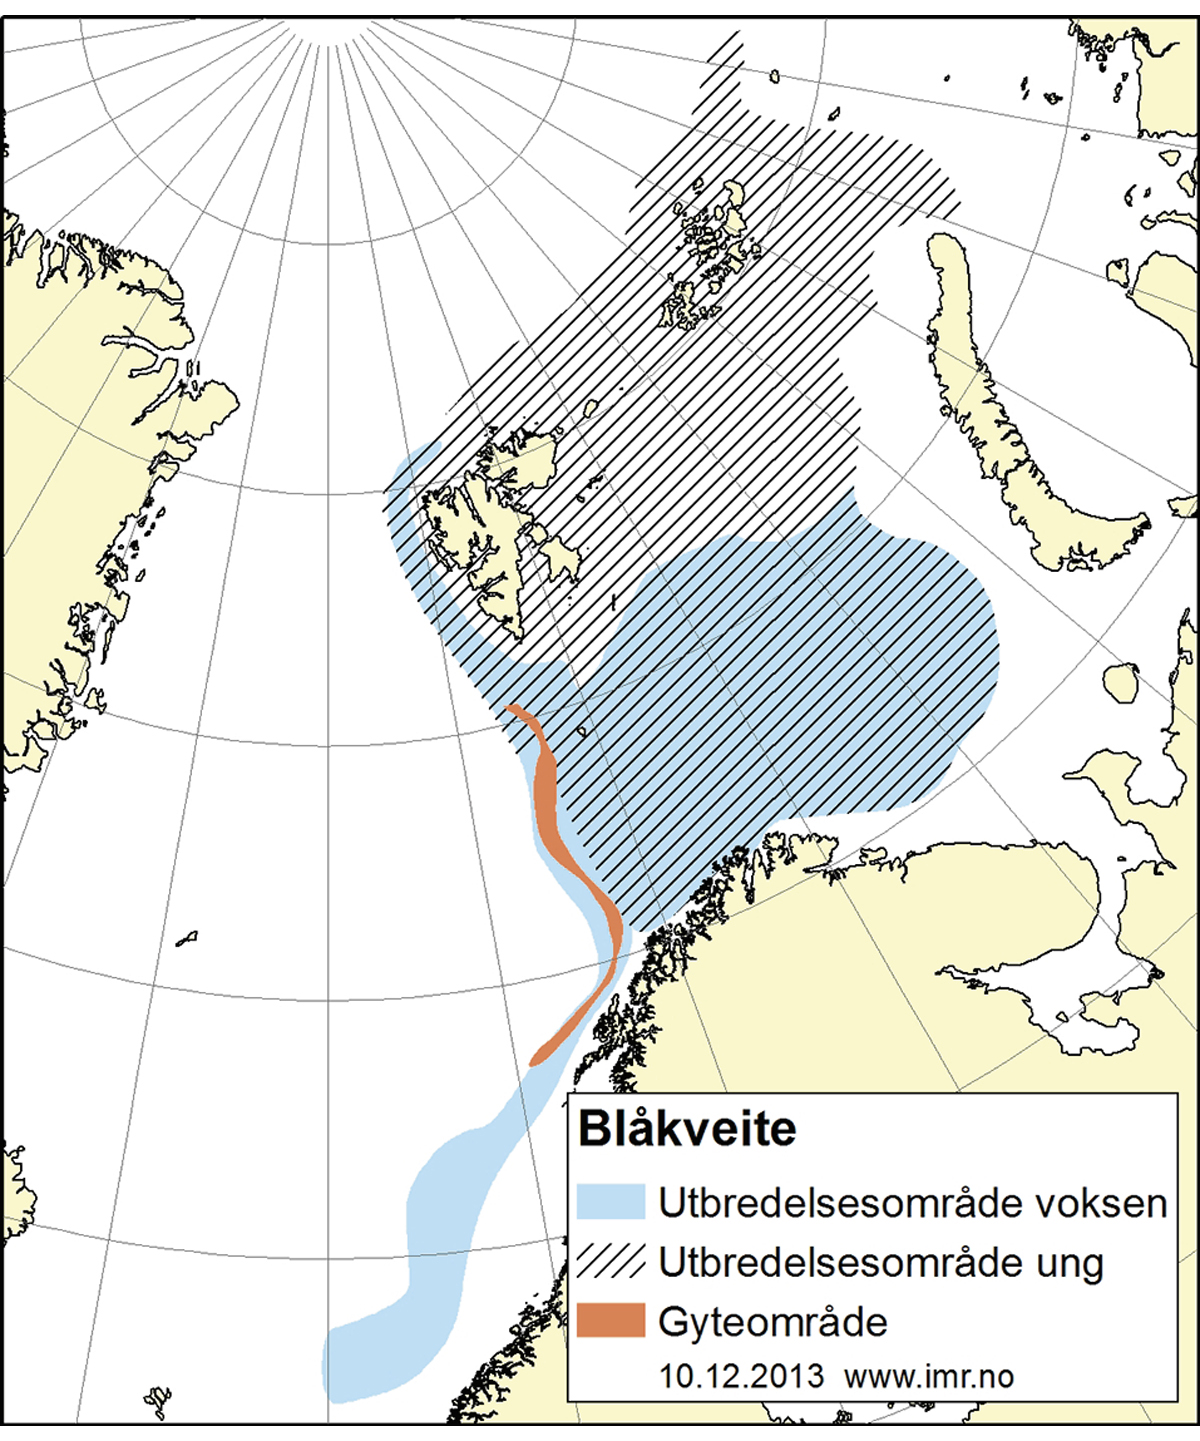 Blåkveite
Utbredelsesområde voksen
Utbredelsesområde ung
Gyteområde
10.12.2013 www.imr.no